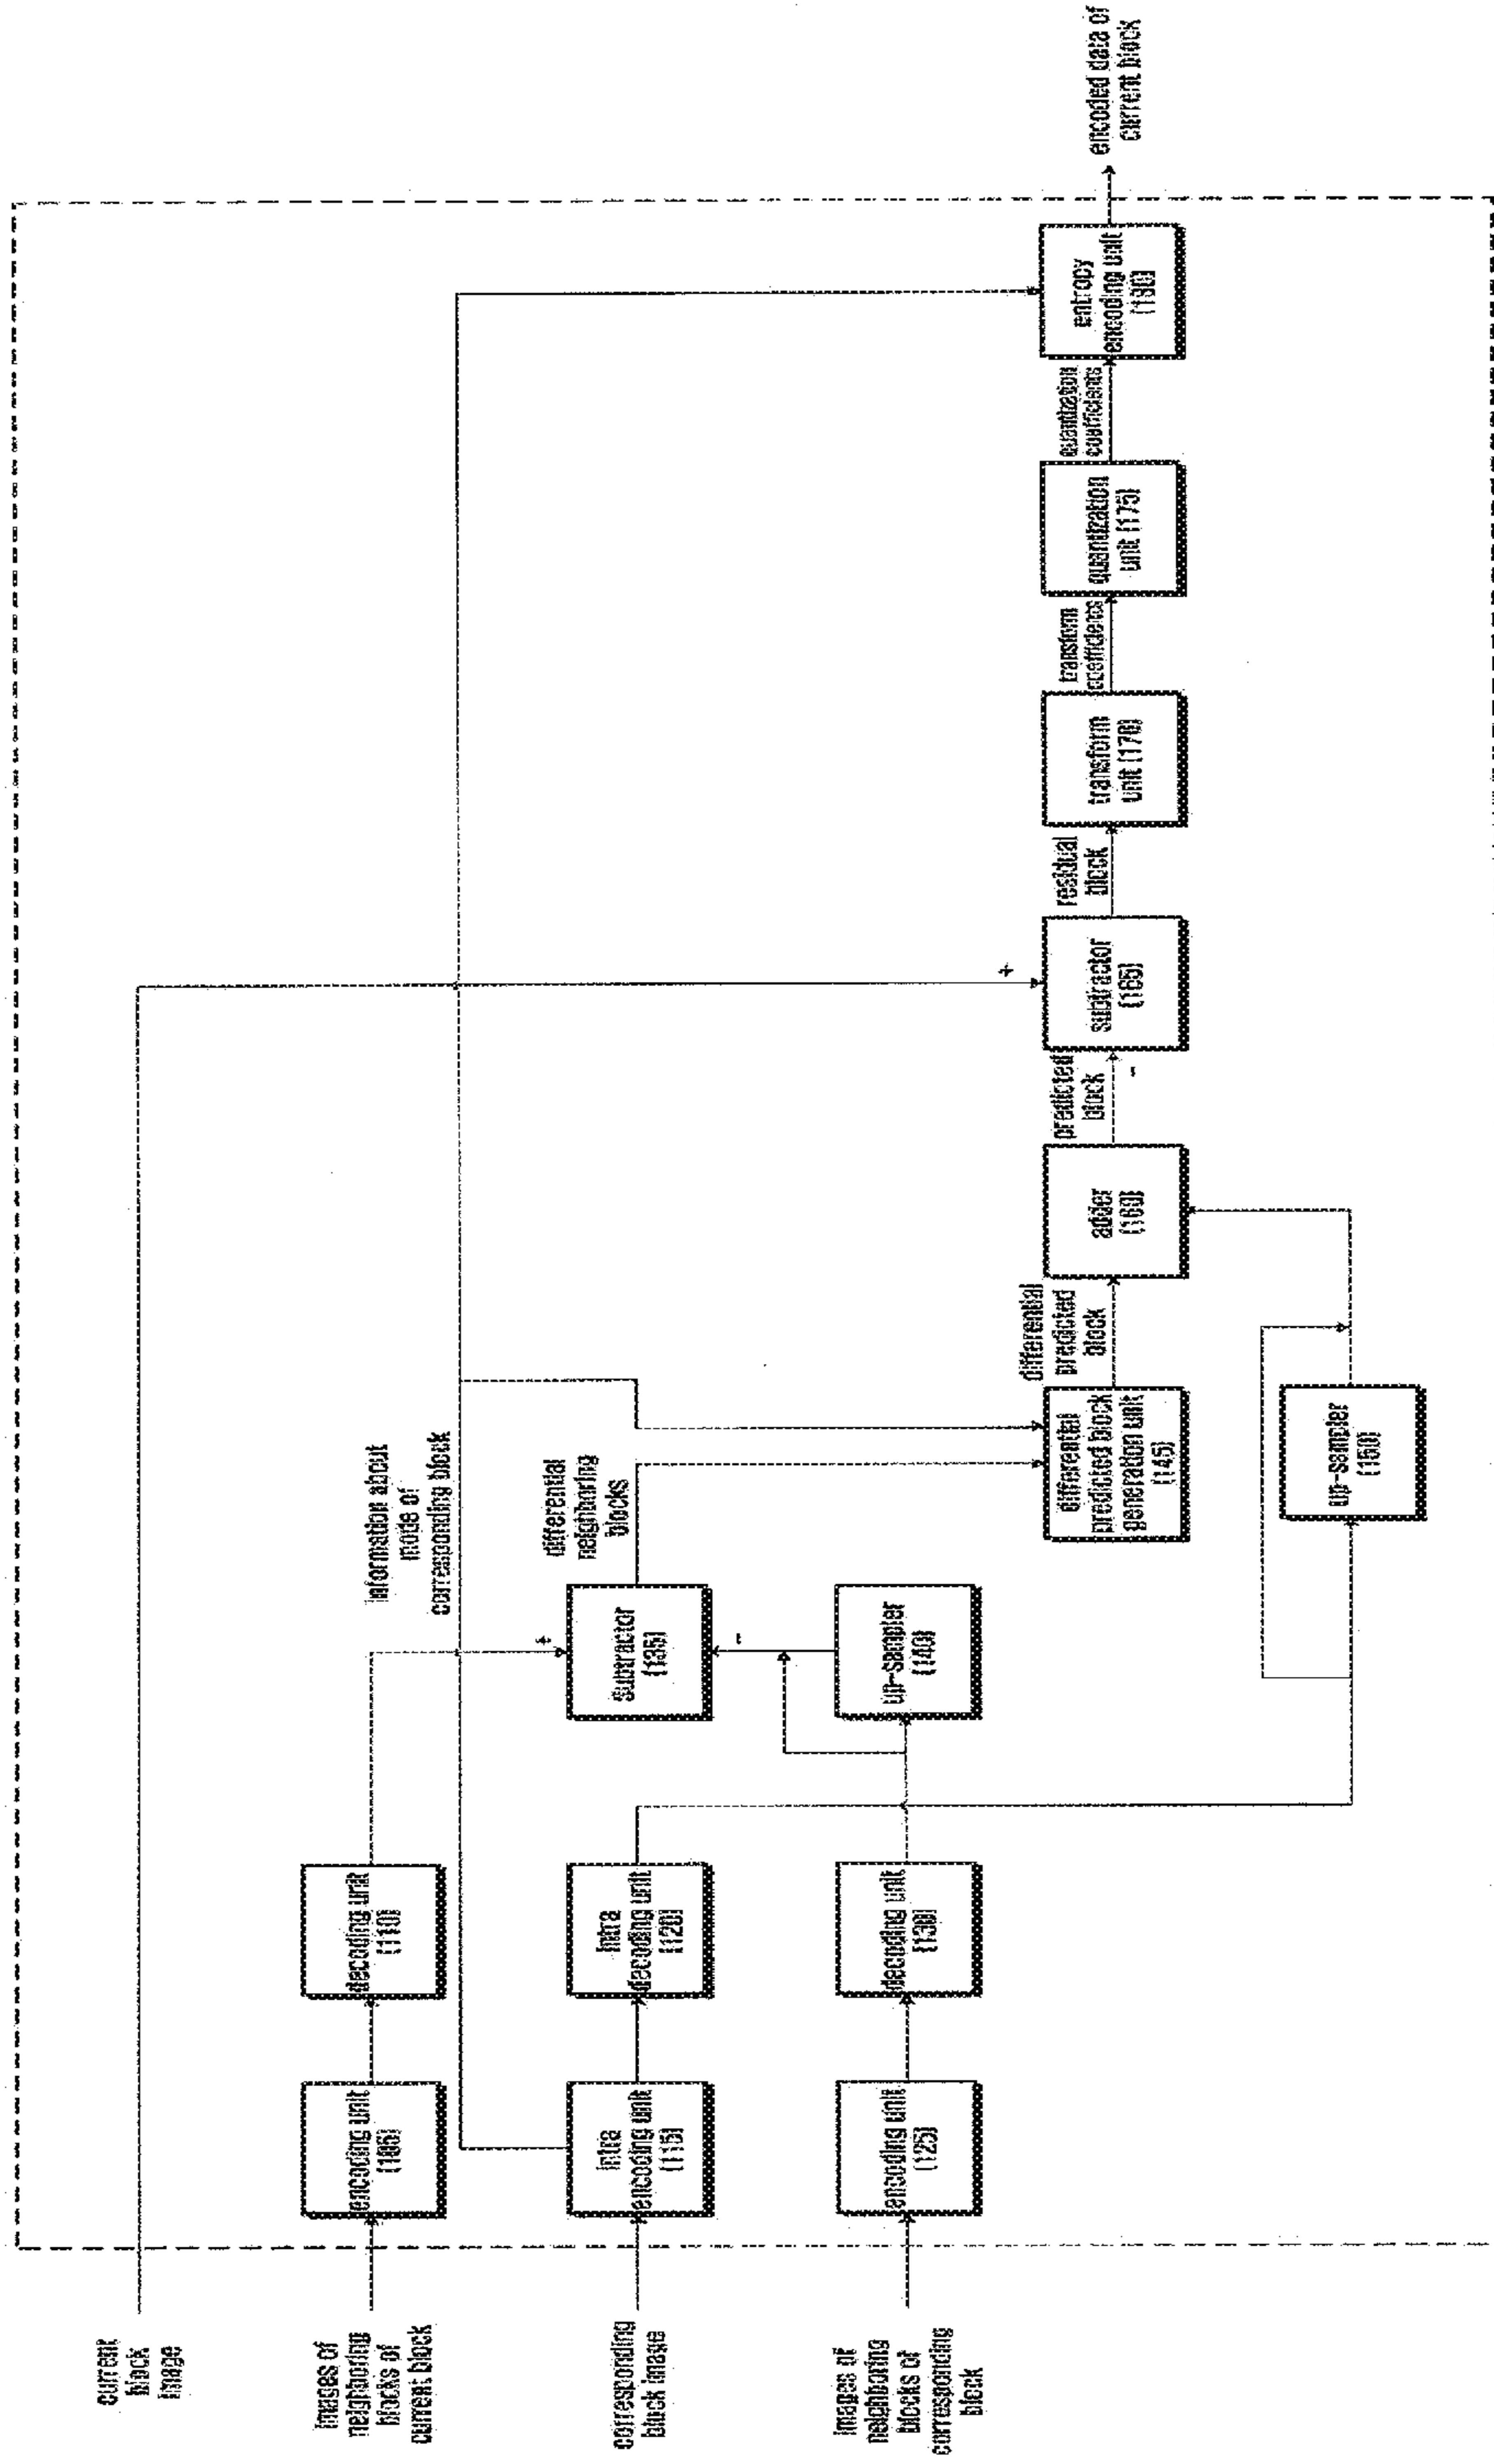 current
block
image
images of
neighboring
blocks of
current block
corresponding
block image
images of
neighboring
blocks of
corresponding
block
encoding unit
(105)
decoding unit
(110)
intra
encoding unit
(115)
intra
decoding unit
(120)
encoding unit
(125)
decoding unit
(130)
information about
mode of
corresponding block
+
subtractor
(135)
-
up-sampler
(140)
differential
neighboring
blocks
differential
predicted block
generation unit
(145)
up-sampler
(150)
differential
predicted
block
adder
(160)
predicted
block
-
+
subtractor
(165)
residual
block
transform
unit (170)
transform
coefficients
quantization
unit (175)
quantization
coefficients
entropy
encoding unit
(180)
encoded data of
current block